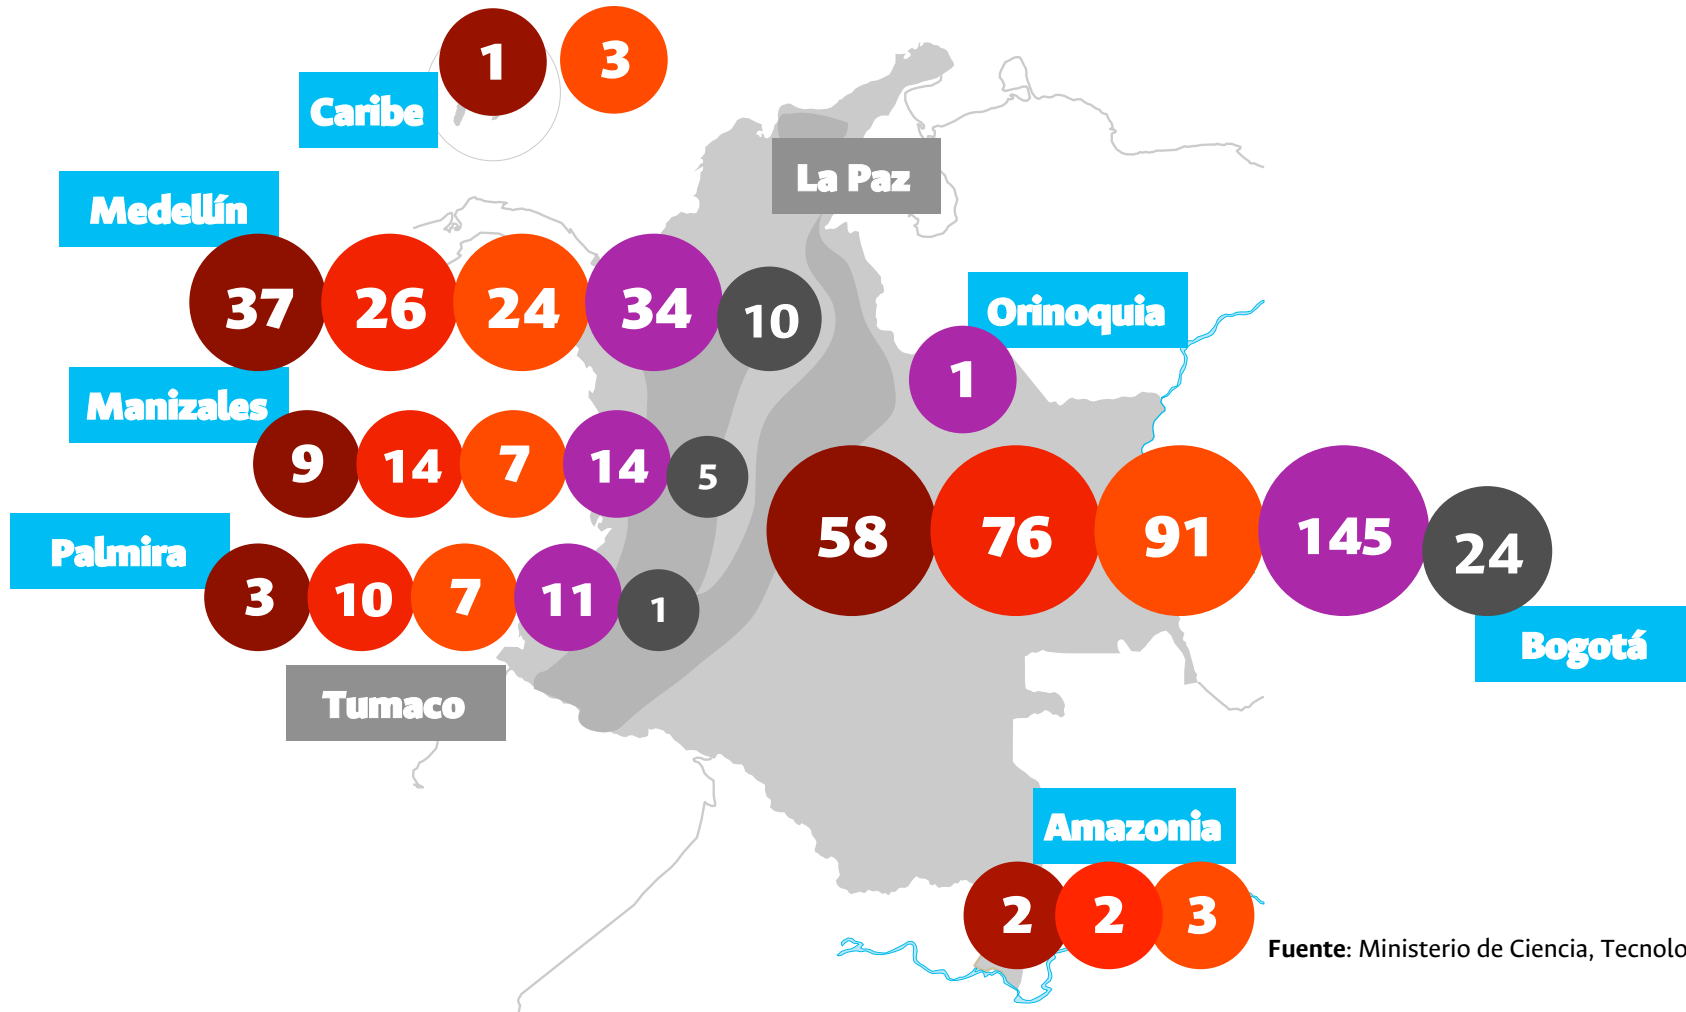 1 3
Caribe
La Paz
Medellín
37 26 24 34 10
Orinoquia
1
Manizales
9 14 7 14 5
58 76 91 145 24
Palmira
3 10 7 11 1
Bogotá
Tumaco
Amazonia
2 2 3
Fuente: Ministerio de Ciencia, Tecnolo